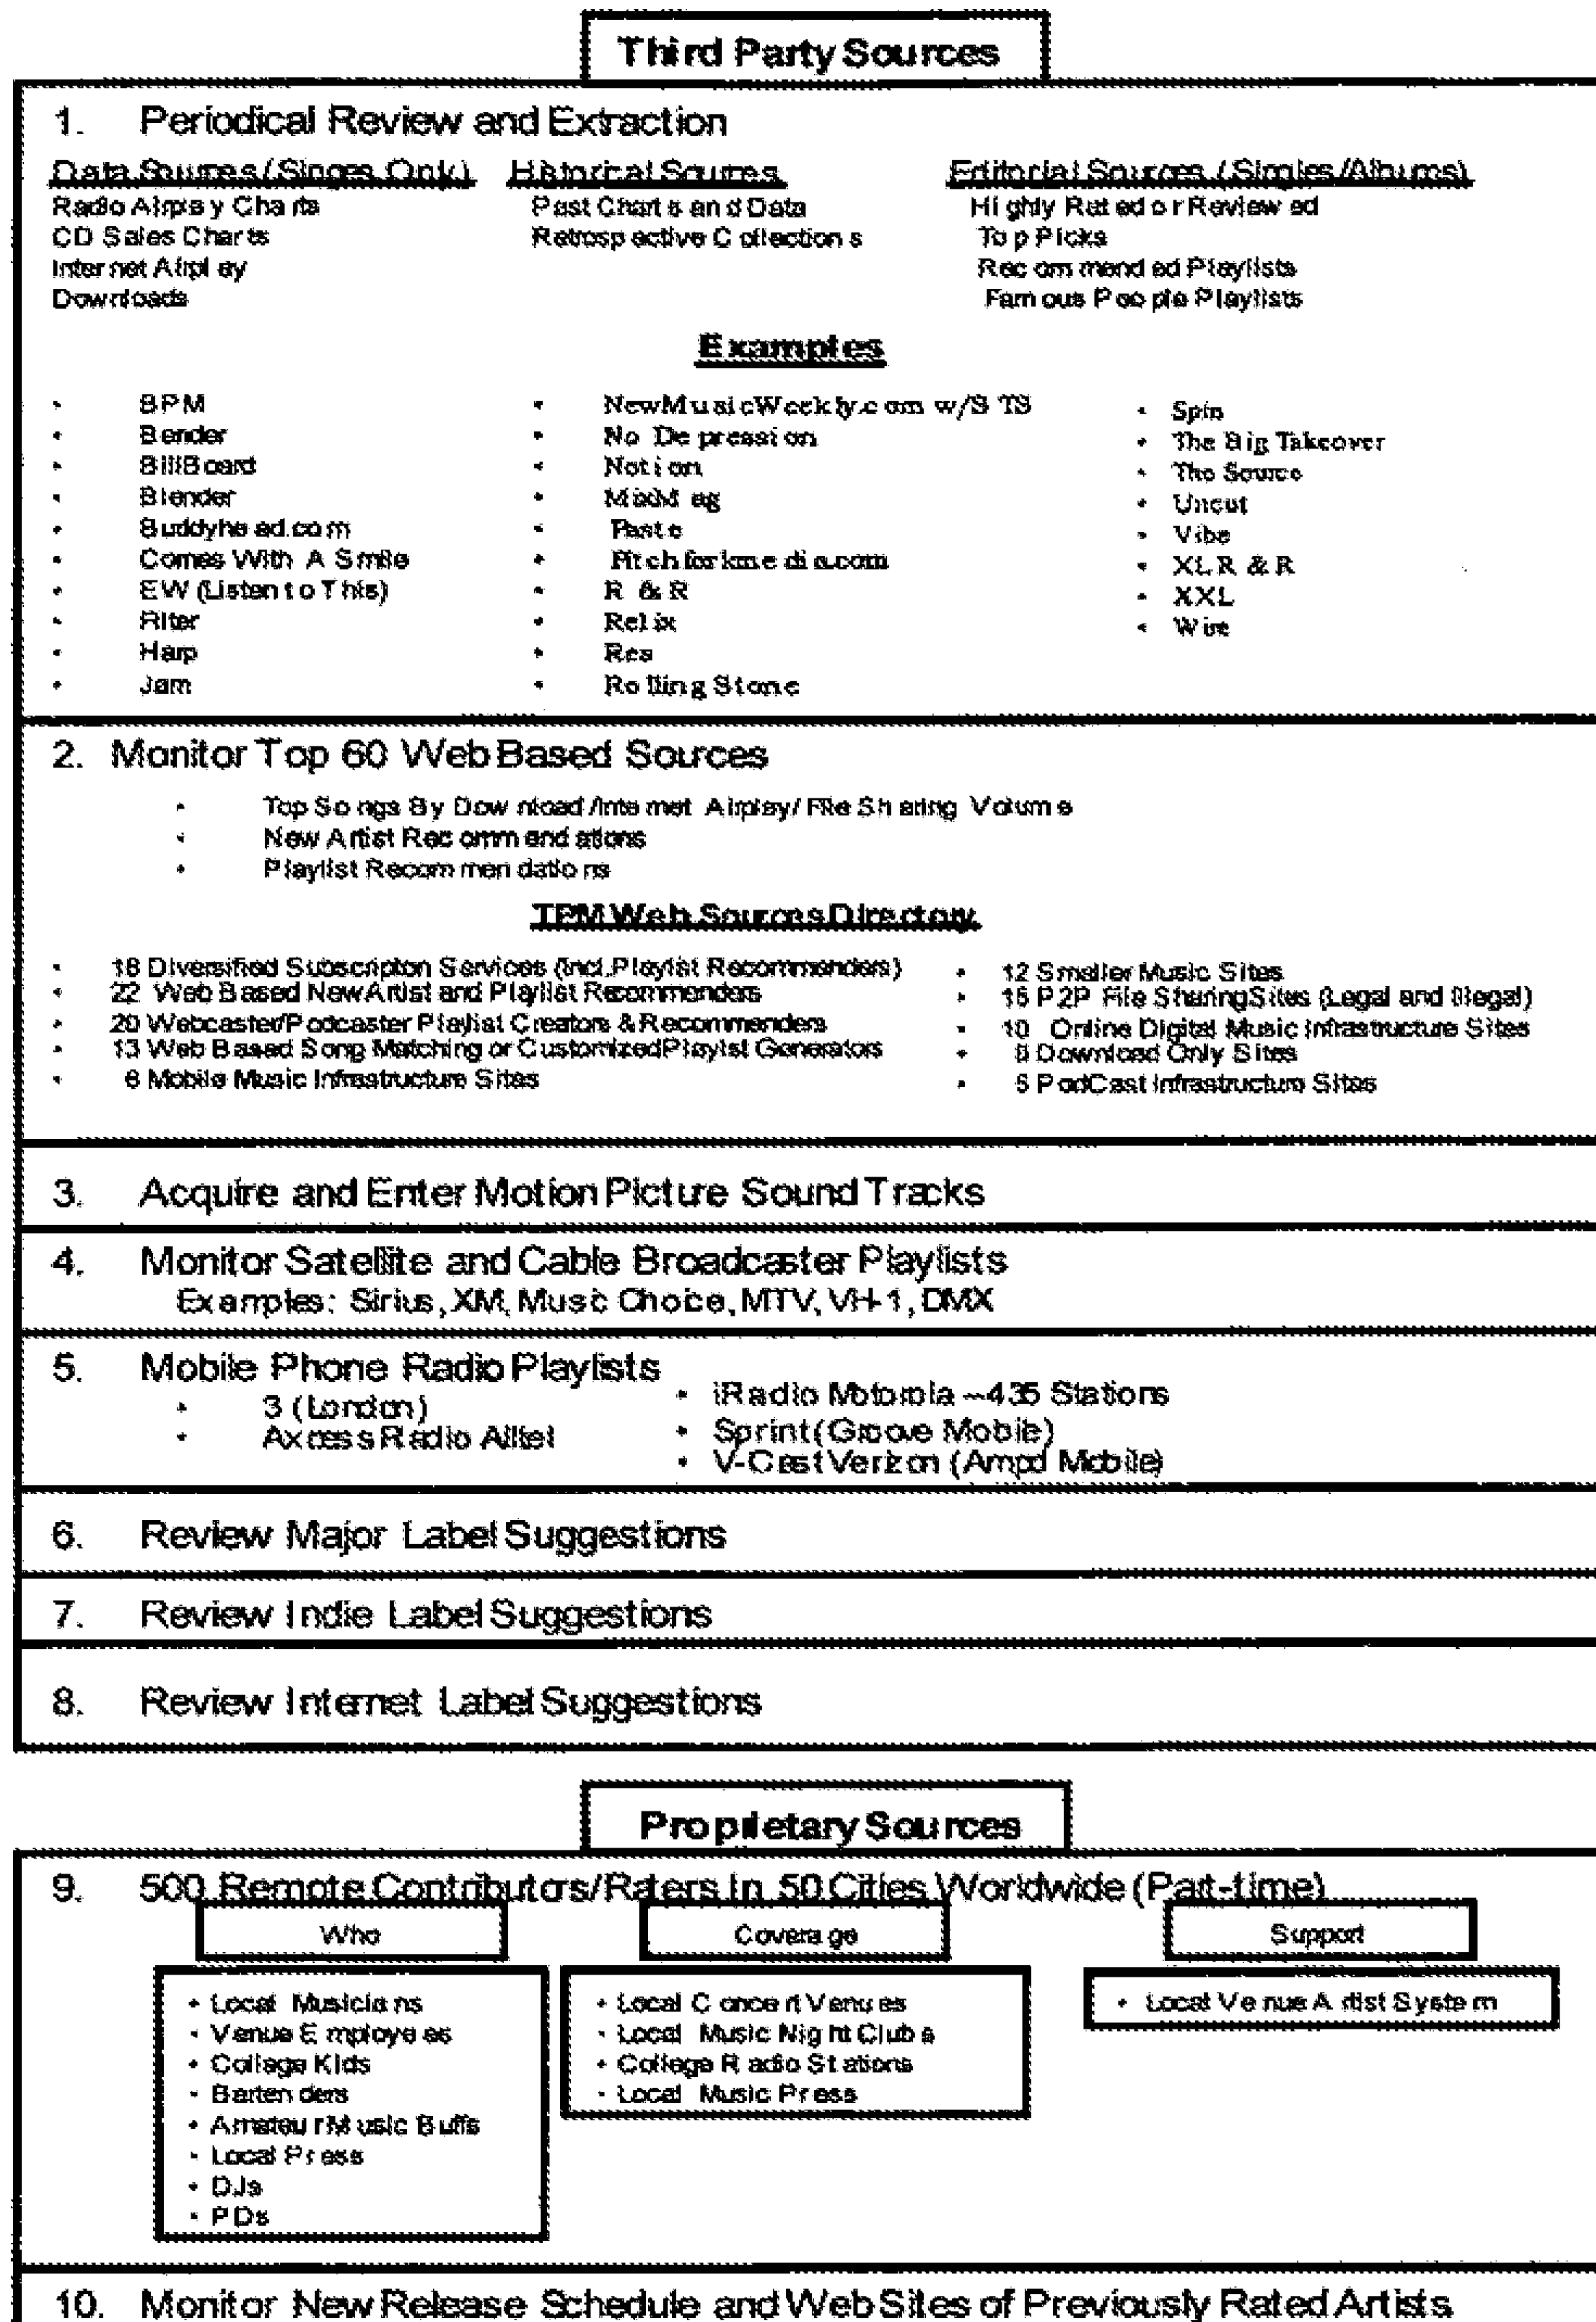 Third Party Sources
1. Periodical Review and Extraction
Data Sources (Singes Only)
Radio Airplay Charts
CD Sales Charts
Internet Airplay
Downloads
Historical Sources
Past Charts and Data
Retrospective Collections
Editorial Sources (Singles/Albums)
Highly Rated or Reviewed
Top Picks
Recommended Playlists
Famous People Playlists
Examples
• BPM
• Bender
• BillBoard
• Blender
• Buddyhead.com
• Comes With A Smile
• EW (Listen to This)
• Filter
• Harp
• Jam
• NewMusicWeekly.com w/STS
• No Depression
• Notion
• MixMag
• Paste
• Pitchforkmedia.com
• R & R
• Relix
• Res
• Rolling Stone
• Spin
• The Big Takeover
• The Source
• Uncut
• Vibe
• XLR & R
• XXL
• Wire
2. Monitor Top 60 Web Based Sources
• Top Songs By Download/Internet Airplay/File Sharing Volume
• New Artist Recommendations
• Playlist Recommendations
TPM Web Sources Directory
• 18 Diversified Subscription Services (Incl. Playlist Recommenders)
• 22 Web Based New Artist and Playlist Recommenders
• 20 Webcaster/Podcaster Playlist Creators & Recommenders
• 13 Web Based Song Matching or Customized Playlist Generators
• 6 Mobile Music Infrastructure Sites
• 12 Smaller Music Sites
• P2P File Sharing Sites (Legal and Illegal)
• 10 Online Digital Music Infrastructure Sites
• Download Only Sites
• PodCast Infrastructure Sites
3. Acquire and Enter Motion Picture Sound Tracks
4. Monitor Satellite and Cable Broadcaster Playlists
Examples: Sirius, XM, Music Choice, MTV, VH-1, DMX
5. Mobile Phone Radio Playlists
• 3 (London)
• Axcess Radio Alltel
• iRadio Motorola ~435 Stations
• Sprint (Groove Mobile)
• V-Cast Verizon (Ampd Mobile)
6. Review Major Label Suggestions
7. Review Indie Label Suggestions
8. Review Internet Label Suggestions
Proprietary Sources
9. 500 Remote Contributors/Raters In 50 Cities Worldwide (Part-time)
Who
• Local Musicians
• Venue Employees
• College Kids
• Bartenders
• Amateur Music Buffs
• Local Press
• DJs
• PDs
Coverage
• Local Concert Venues
• Local Music Night Clubs
• College Radio Stations
• Local Music Press
Support
• Local Venue Artist System
10. Monitor New Release Schedule and Web Sites of Previously Rated Artists